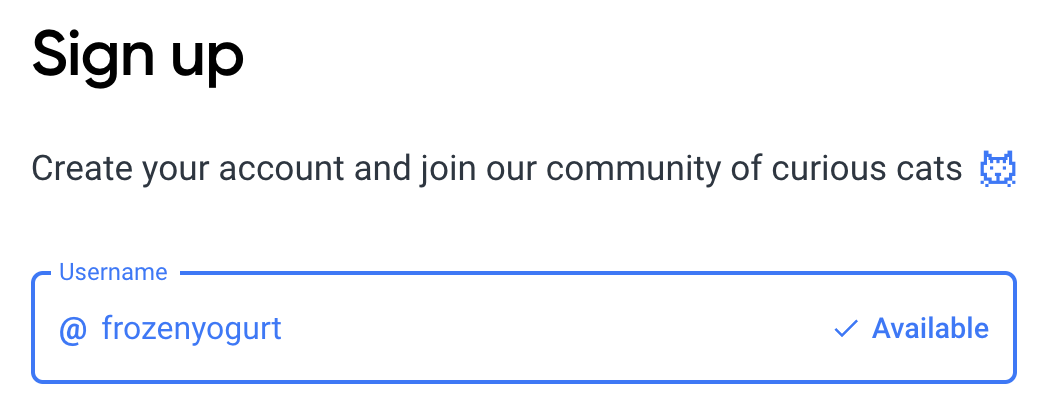 Sign up
Create your account and join our community of curious cats
Username
@ frozenyogurt
Available